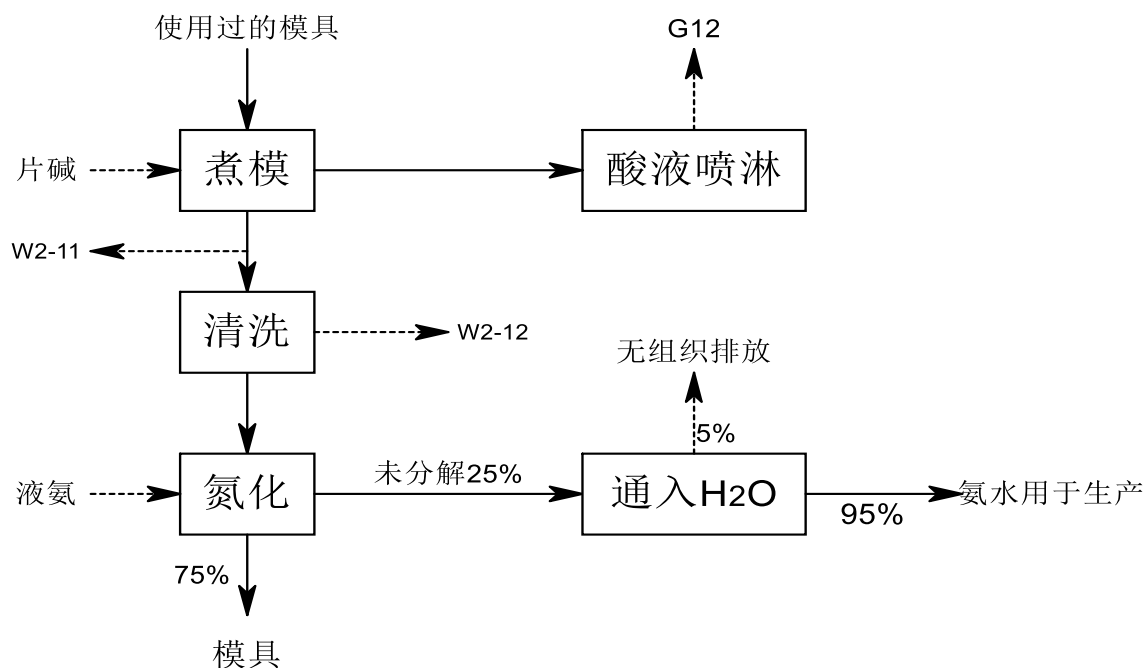 使用过的模具
G12
片碱
煮模
酸液喷淋
W2-11
清洗
W2-12
无组织排放
5%
液氨
氮化
未分解25%
通入H2O
95%
氨水用于生产
75%
模具